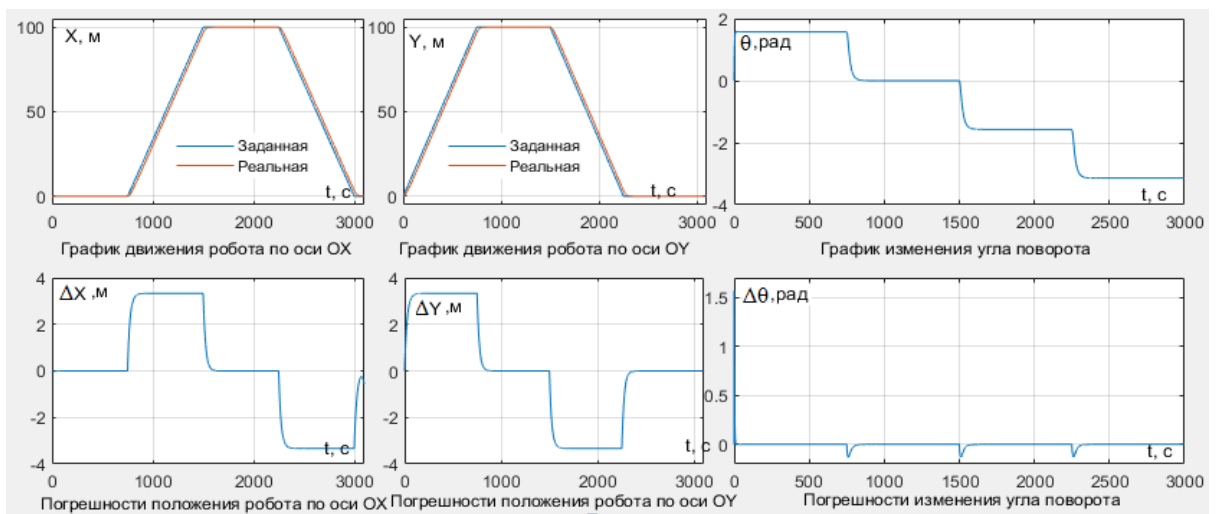 X, м
100
50
0
Заданная
Реальная
t, с
0 1000 2000 3000
График движения робота по оси OX
Y, м
100
50
0
Заданная
Реальная
t, с
0 1000 2000 3000
График движения робота по оси OY
θ,рад
2
0
-2
-4
t, с
0 500 1000 1500 2000 2500 3000
График изменения угла поворота
ΔX ,м
4
2
0
-2
-4
t, с
0 1000 2000 3000
Погрешности положения робота по оси OX
ΔY ,м
4
2
0
-2
-4
t, с
0 1000 2000 3000
Погрешности положения робота по оси OY
Δθ,рад
1.5
1
0.5
0
t, с
0 500 1000 1500 2000 2500 3000
Погрешности изменения угла поворота